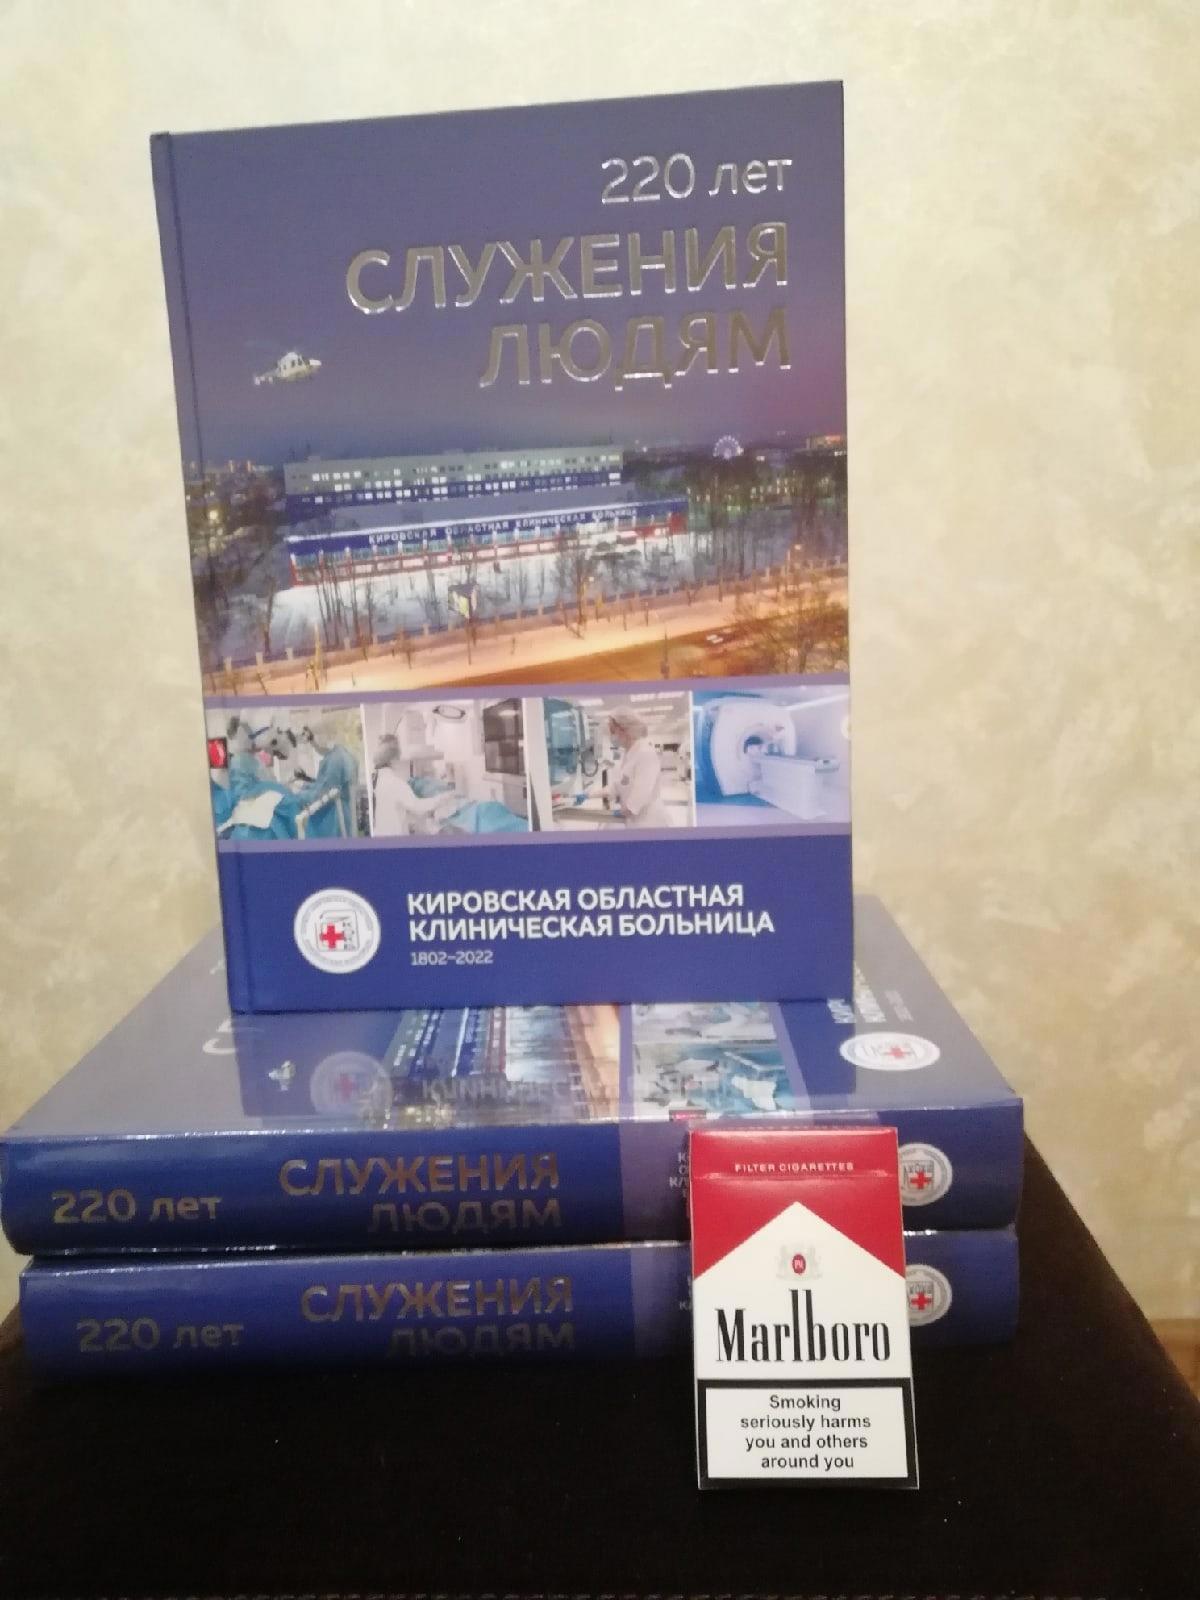 220 лет
СЛУЖЕНИЯ
ЛЮДЯМ
КИРОВСКАЯ ОБЛАСТНАЯ КЛИНИЧЕСКАЯ БОЛЬНИЦА
КИРОВСКАЯ ОБЛАСТНАЯ
КЛИНИЧЕСКАЯ БОЛЬНИЦА
1802–2022
220 лет
СЛУЖЕНИЯ
ЛЮДЯМ
220 лет
СЛУЖЕНИЯ
ЛЮДЯМ
FILTER CIGARETTES
Marlboro
Smoking
seriously harms
you and others
around you